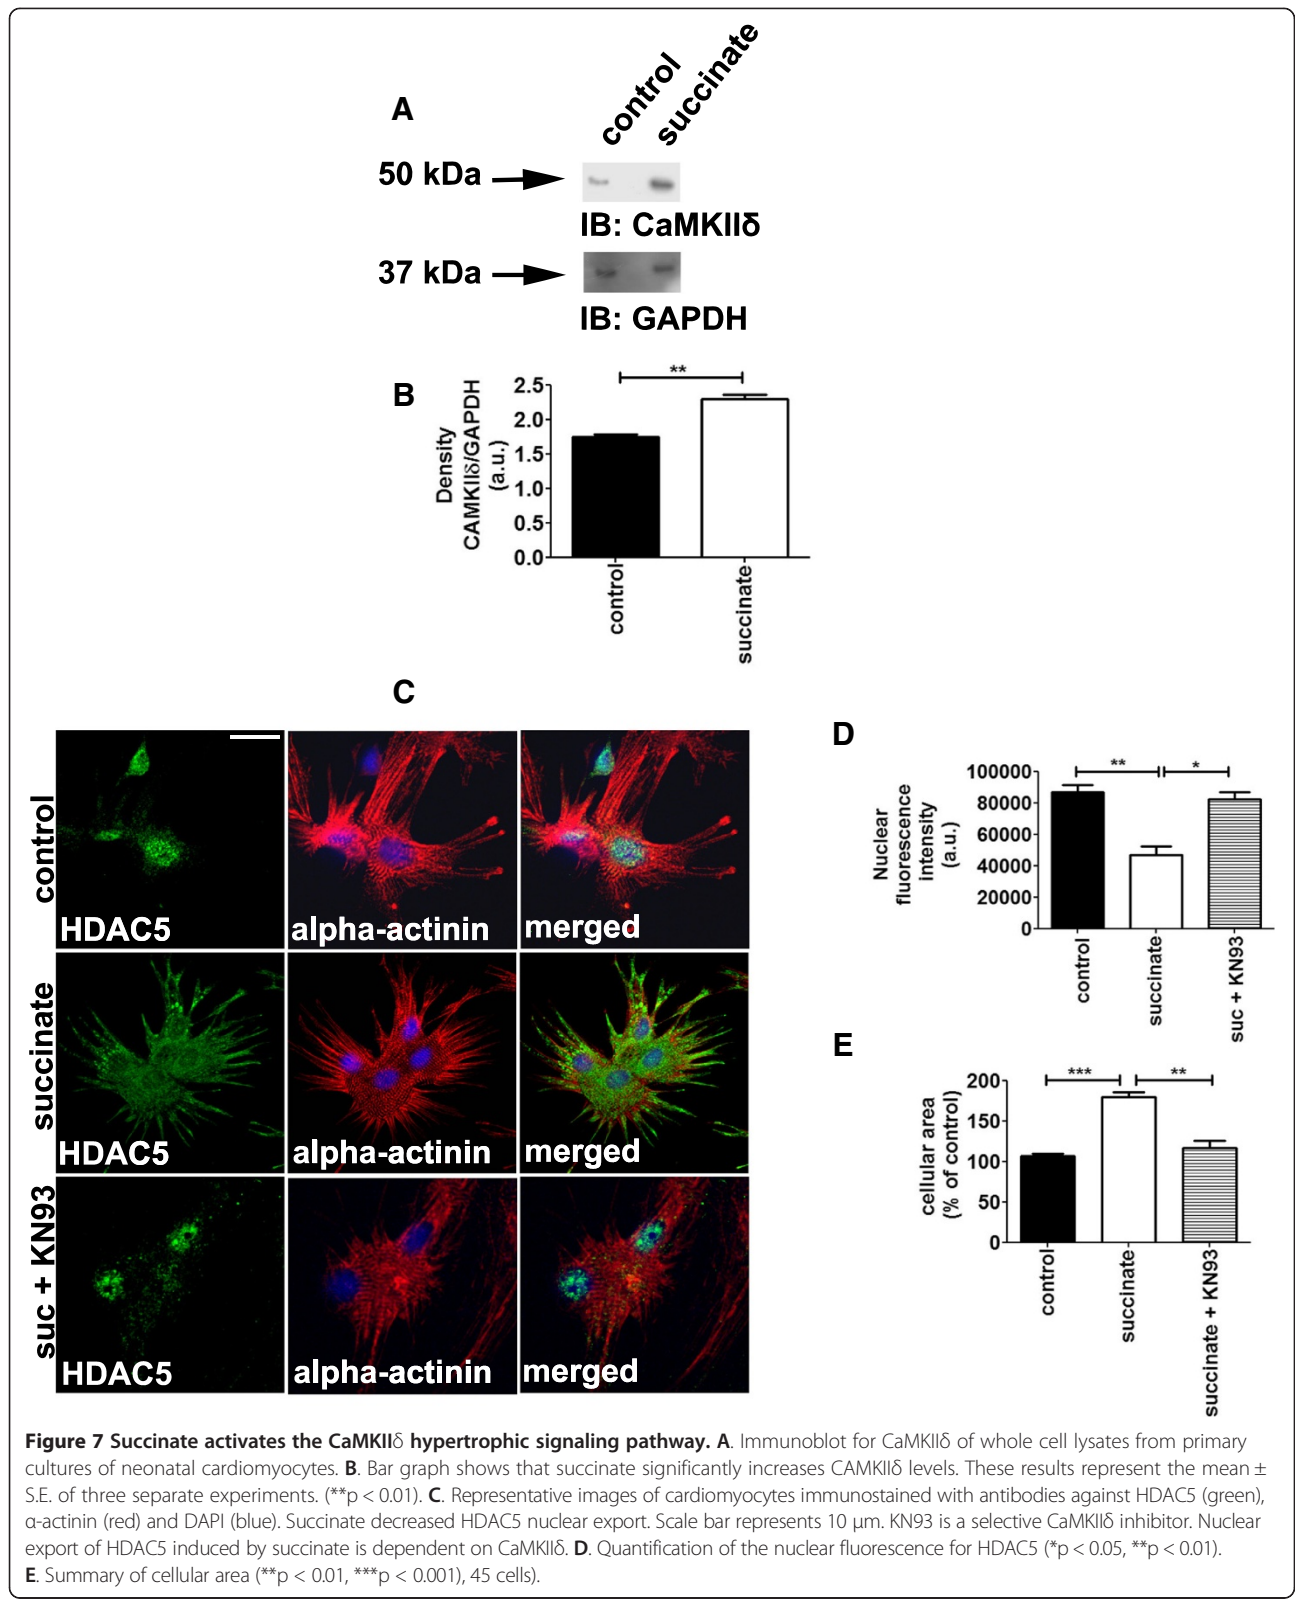 A
control
succinate
50 kDa
IB: CaMKIIδ
37 kDa
IB: GAPDH
B
**
Density
CAMKIIδ/GAPDH
(a.u.)
2.5
2.0
1.5
1.0
0.5
0.0
control
succinate
C
control
HDAC5
alpha-actinin
merged
succinate
HDAC5
alpha-actinin
merged
suc + KN93
HDAC5
alpha-actinin
merged
D
**
*
Nuclear
fluorescence
intensity
(a.u.)
100000
80000
60000
40000
20000
0
control
succinate
suc + KN93
E
***
**
cellular area
(% of control)
200
150
100
50
0
control
succinate
succinate + KN93
Figure 7 Succinate activates the CaMKIIδ hypertrophic signaling pathway. A. Immunoblot for CaMKIIδ of whole cell lysates from primary
cultures of neonatal cardiomyocytes. B. Bar graph shows that succinate significantly increases CAMKIIδ levels. These results represent the mean ±
S.E. of three separate experiments. (**p < 0.01). C. Representative images of cardiomyocytes immunostained with antibodies against HDAC5 (green),
α-actinin (red) and DAPI (blue). Succinate decreased HDAC5 nuclear export. Scale bar represents 10 μm. KN93 is a selective CaMKIIδ inhibitor. Nuclear
export of HDAC5 induced by succinate is dependent on CaMKIIδ. D. Quantification of the nuclear fluorescence for HDAC5 (*p < 0.05, **p < 0.01).
E. Summary of cellular area (**p < 0.01, ***p < 0.001), 45 cells).